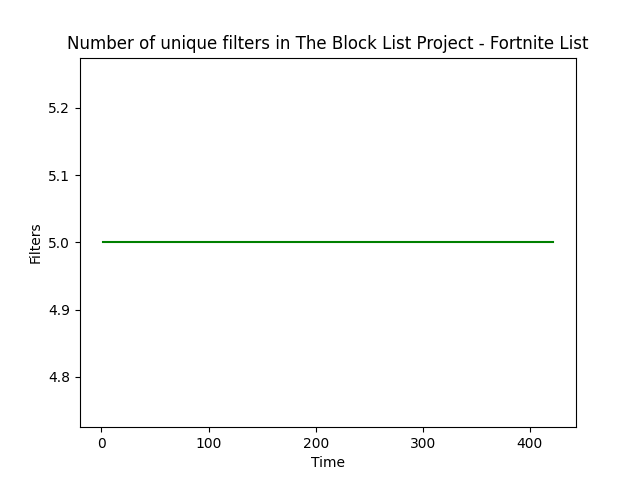 Number of unique filters in The Block List Project - Fortnite List
5.2
5.1
5.0
4.9
4.8
Filters
0 100 200 300 400
Time